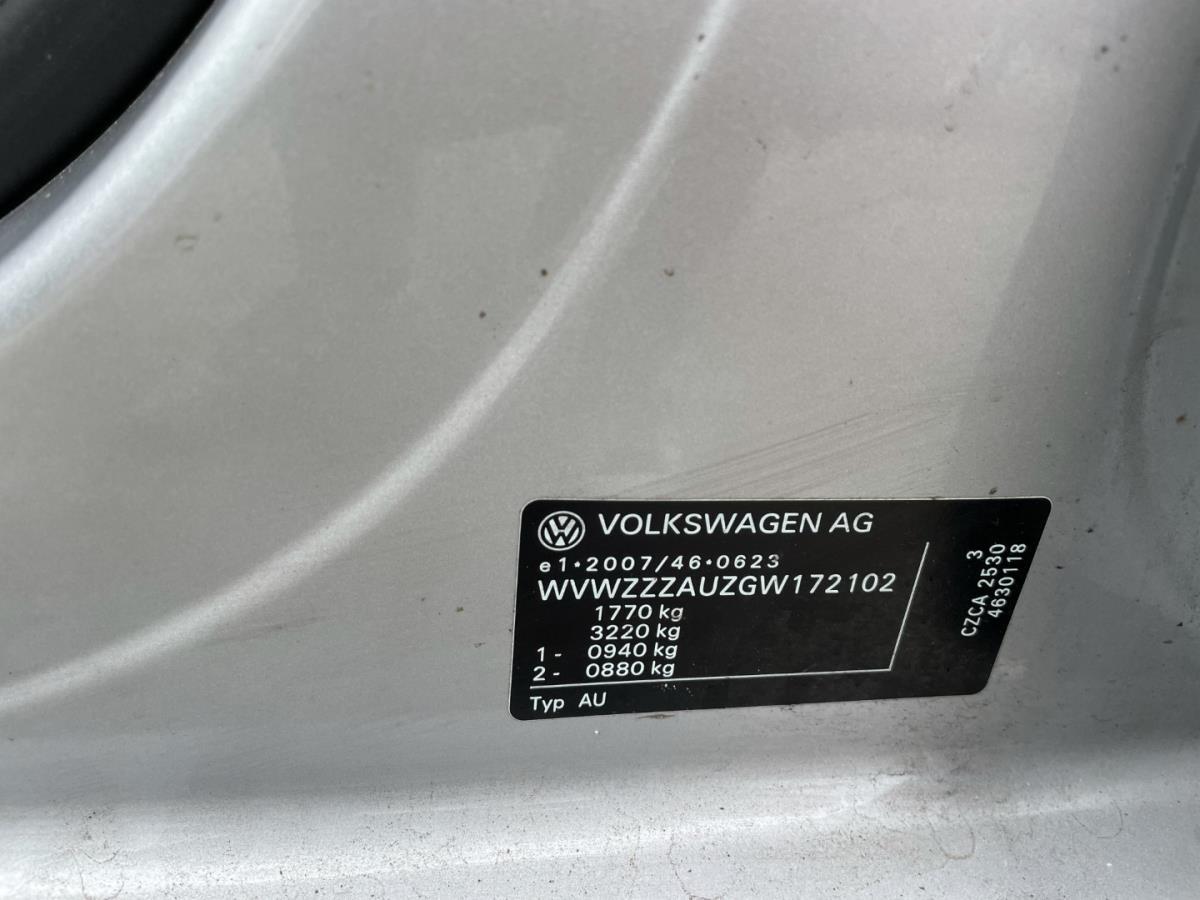 VOLKSWAGEN AG
e1•2007/46•0623
WVWZZZAUZGW172102
1770 kg
3220 kg
1- 0940 kg
2- 0880 kg
Typ AU
3
CZCA 2530
4630118